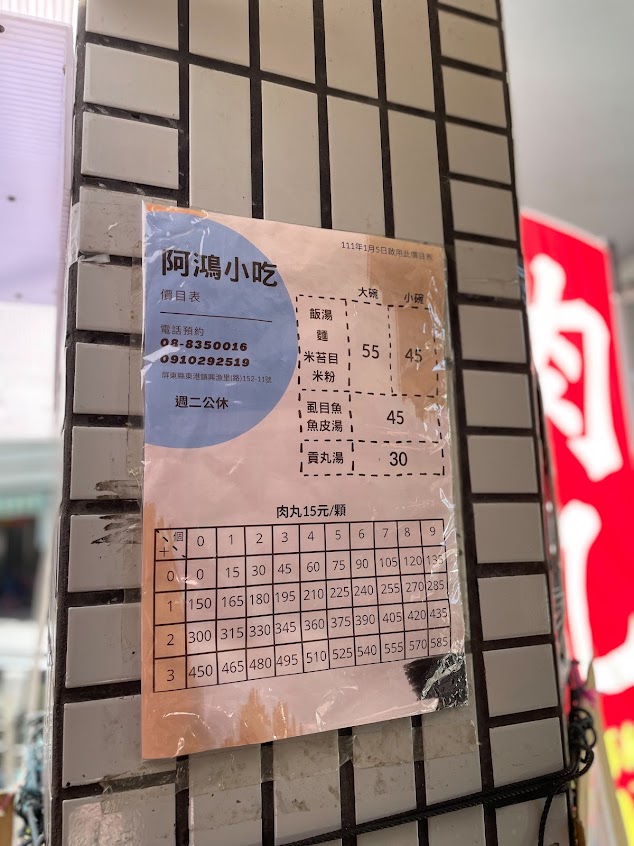 111年1月5日啟用此價目表
阿鴻小吃
價目表
電話預約
08-8350016
0910292519
屏東縣東港鎮興漁里(路)152-11號
週二公休
大碗 小碗
飯湯
麵
米苔目
米粉
55 45
虱目魚
魚皮湯
45
貢丸湯 30
肉丸15元/顆
個 0 1 2 3 4 5 6 7 8 9
十
0 0 15 30 45 60 75 90 105 120 135
1 150 165 180 195 210 225 240 255 270 285
2 300 315 330 345 360 375 390 405 420 435
3 450 465 480 495 510 525 540 555 570 585
肉